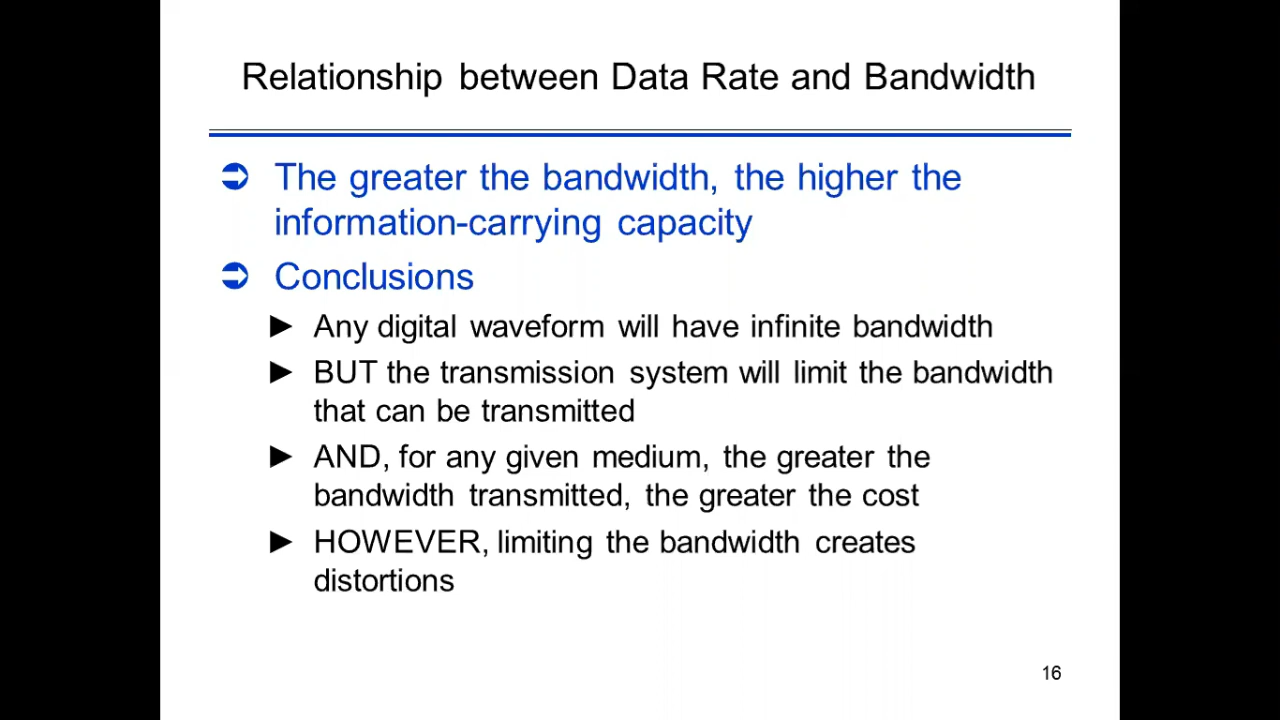 Relationship between Data Rate and Bandwidth
The greater the bandwidth, the higher the
information-carrying capacity
Conclusions
Any digital waveform will have infinite bandwidth
BUT the transmission system will limit the bandwidth
that can be transmitted
AND, for any given medium, the greater the
bandwidth transmitted, the greater the cost
HOWEVER, limiting the bandwidth creates
distortions
16